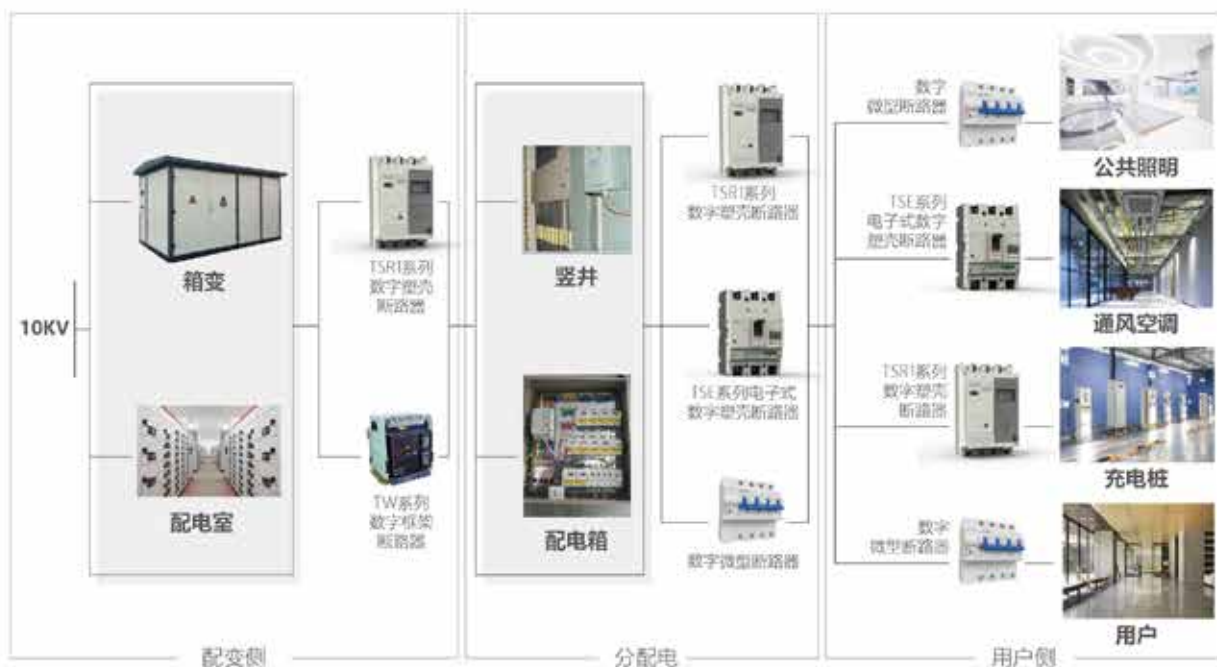 10KV
箱变
配电室
TSR1系列
数字塑壳
断路器
TW系列
数字框架
断路器
配变侧
竖井
配电箱
TSR1系列
数字塑壳断路器
TSE系列电子式
数字塑壳断路器
数字微型断路器
分配电
数字
微型断路器
公共照明
TSE系列
电子式数字
塑壳断路器
通风空调
TSR1系列
数字塑壳
断路器
充电桩
数字
微型断路器
用户
用户侧